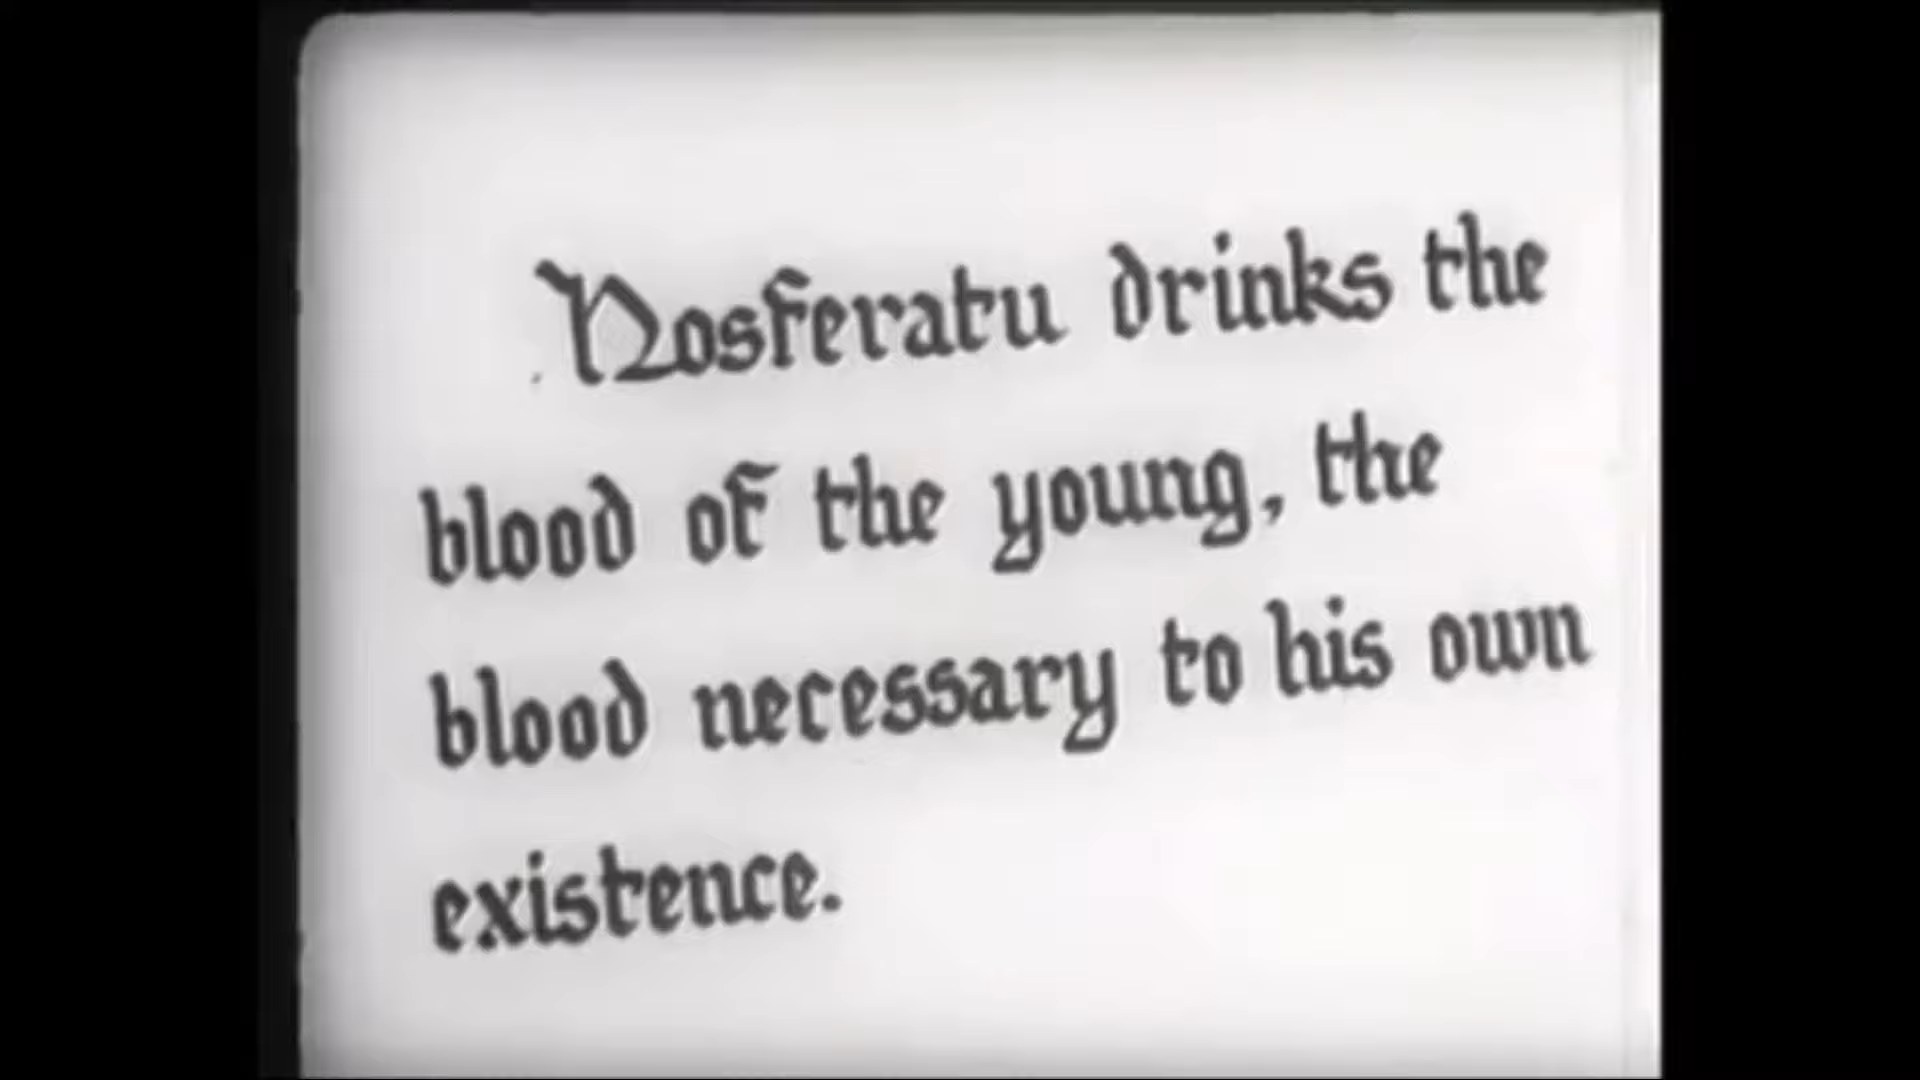 Nosferatu drinks the
blood of the young, the
blood necessary to his own
existence.